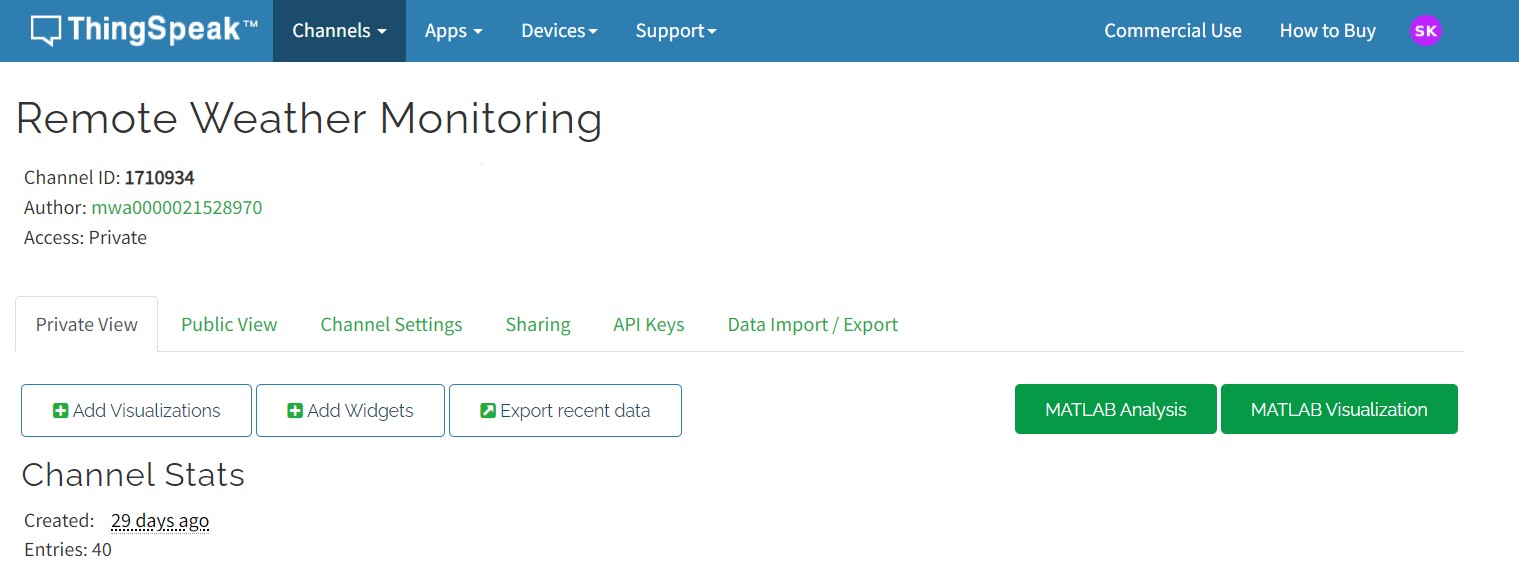 ThingSpeak™ Channels Apps Devices Support Commercial Use How to Buy SK
Remote Weather Monitoring
Channel ID: 1710934
Author: mwa0000021528970
Access: Private
Private View Public View Channel Settings Sharing API Keys Data Import / Export
Add Visualizations Add Widgets Export recent data MATLAB Analysis MATLAB Visualization
Channel Stats
Created: 29 days ago
Entries: 40